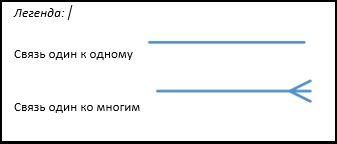 Легенда:
Связь один к одному
Связь один ко многим